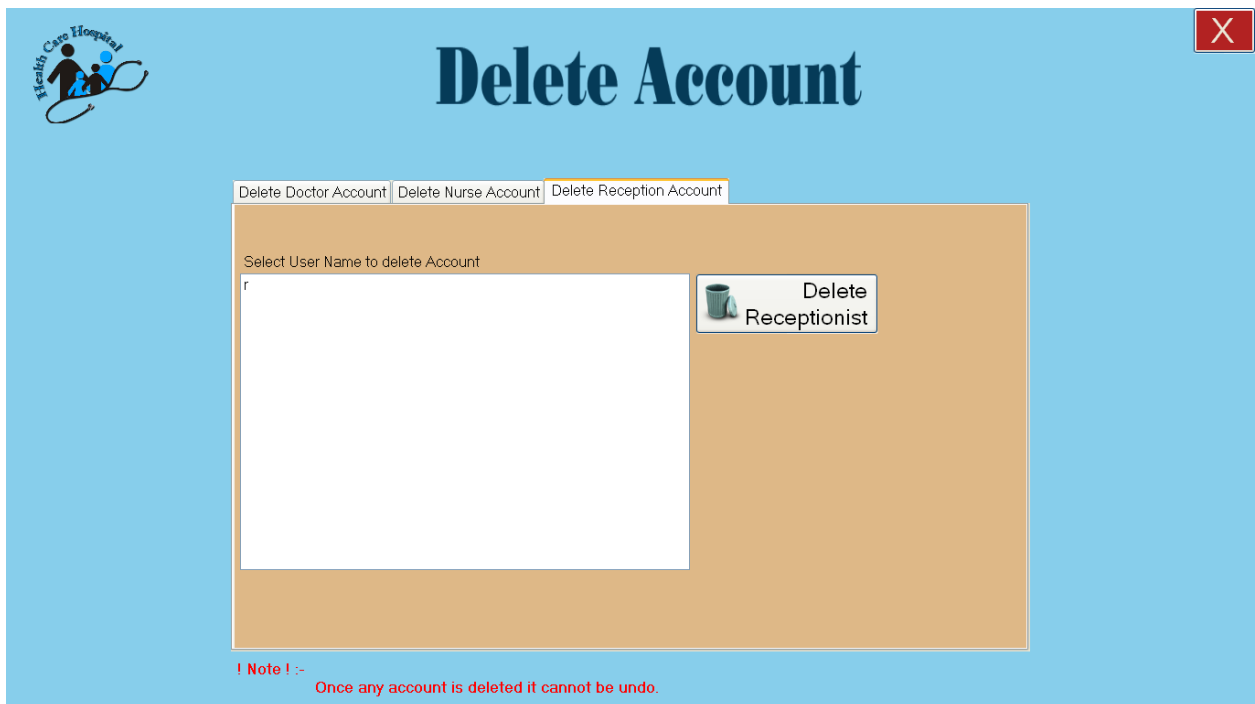 Health Care Hospital
X
Delete Account
Delete Doctor Account
Delete Nurse Account
Delete Reception Account
Select User Name to delete Account
r
Delete
Receptionist
! Note ! :-
Once any account is deleted it cannot be undo.